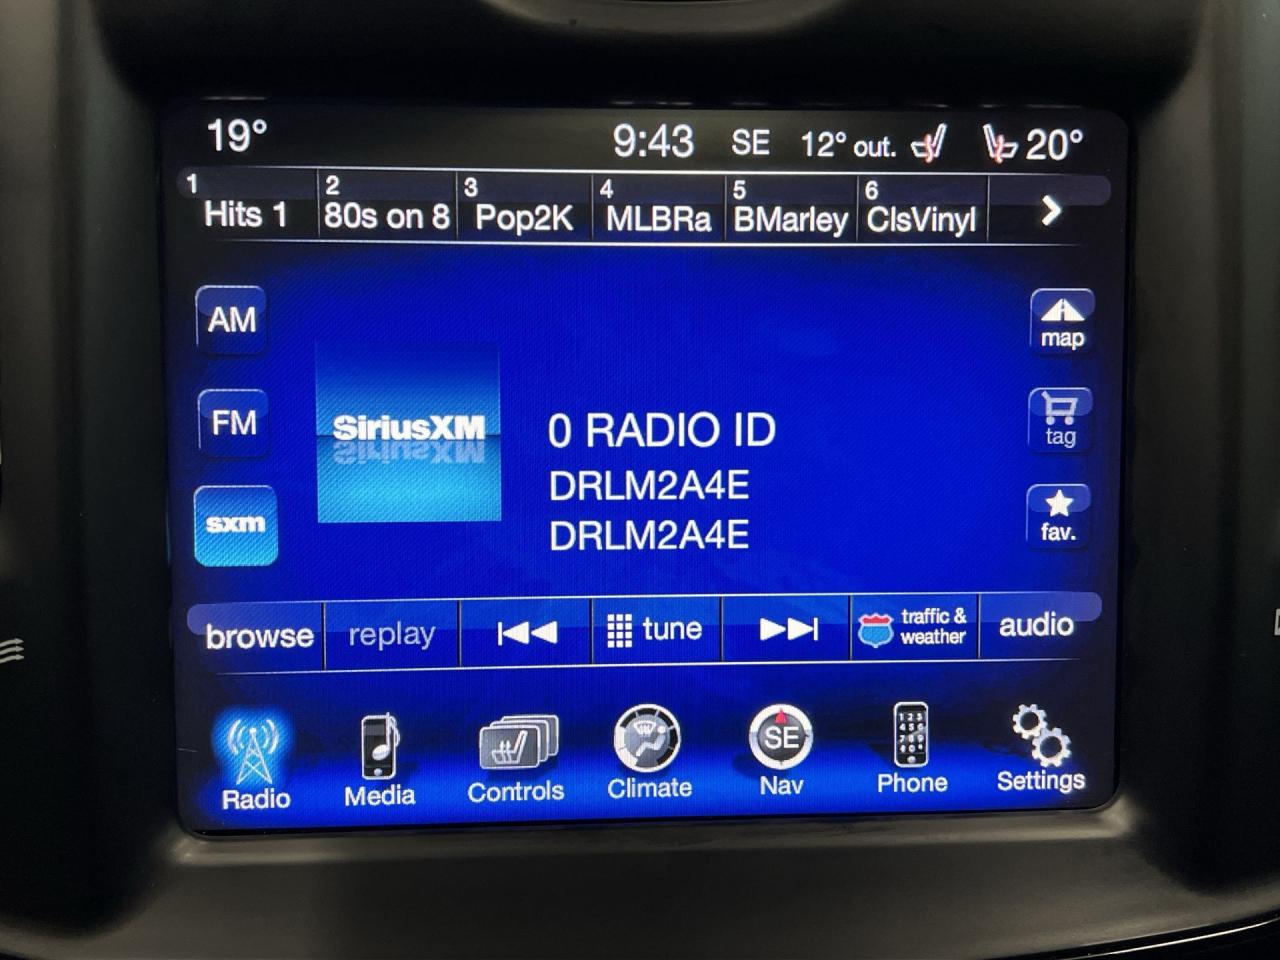 19° 9:43 SE 12° out. 20°
1 2 3 4 5 6
Hits 1 80s on 8 Pop2K MLBRa BMarley ClsVinyl
AM
map
FM
SiriusXM
0 RADIO ID
tag
DRLM2A4E
sxm
DRLM2A4E
fav.
browse replay tune traffic & weather audio
SE
Radio Media Controls Climate Nav Phone Settings